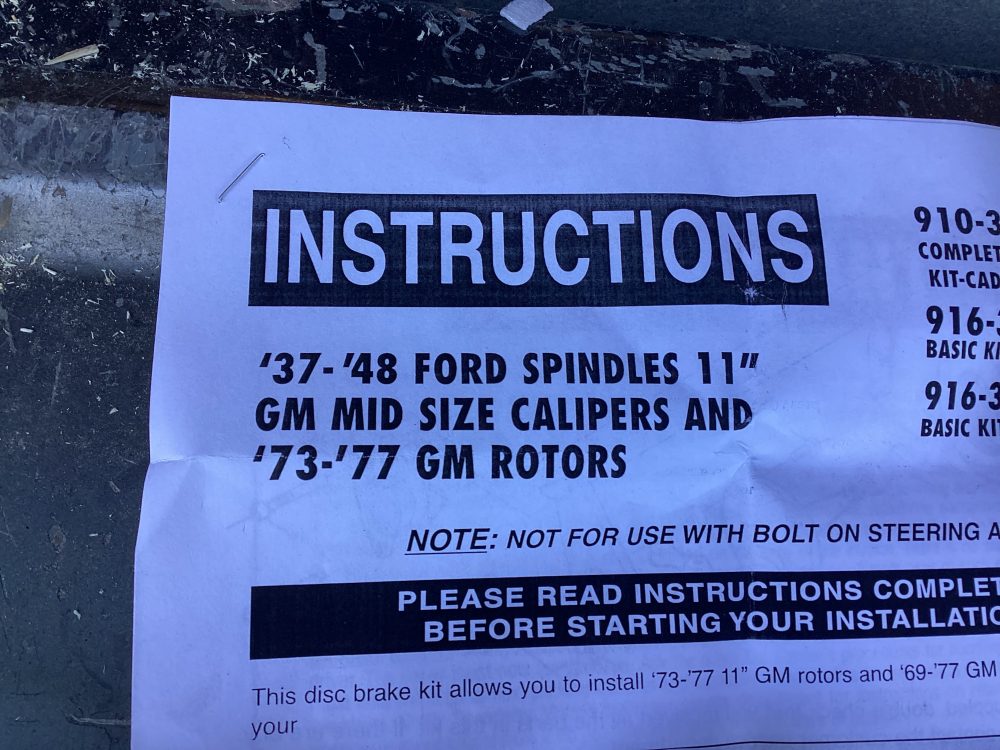 INSTRUCTIONS
'37-'48 FORD SPINDLES 11"
GM MID SIZE CALIPERS AND
'73-'77 GM ROTORS
910-3
COMPLET
KIT-CAD
916-
BASIC KI
916-3
BASIC KIT
NOTE: NOT FOR USE WITH BOLT ON STEERING A
PLEASE READ INSTRUCTIONS COMPLET
BEFORE STARTING YOUR INSTALLATIO
This disc brake kit allows you to install '73-'77 11" GM rotors and '69-'77 GM
your